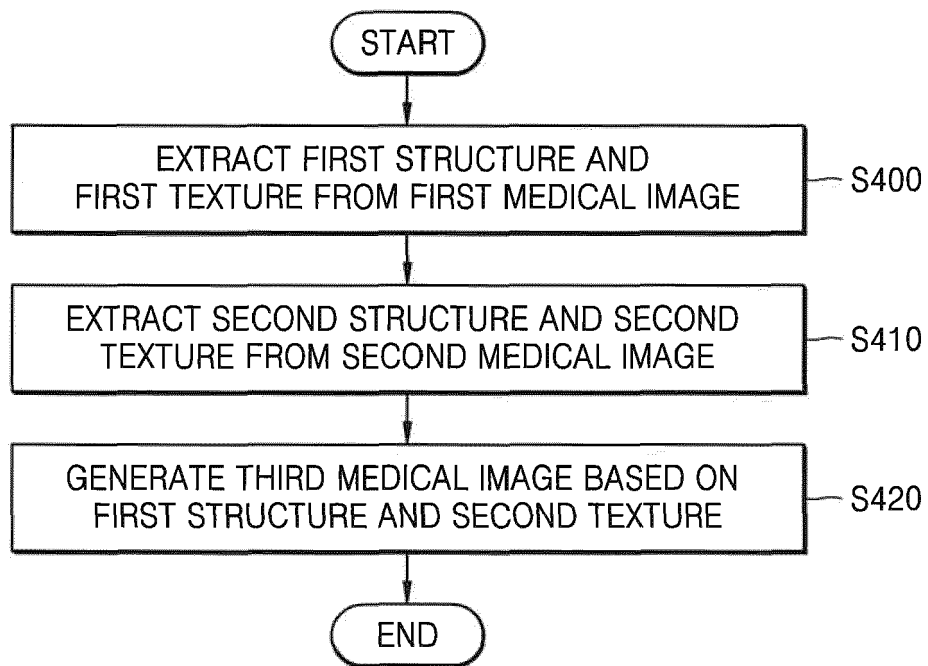 START
EXTRACT FIRST STRUCTURE AND
FIRST TEXTURE FROM FIRST MEDICAL IMAGE
S400
EXTRACT SECOND STRUCTURE AND SECOND
TEXTURE FROM SECOND MEDICAL IMAGE
S410
GENERATE THIRD MEDICAL IMAGE BASED ON
FIRST STRUCTURE AND SECOND TEXTURE
S420
END